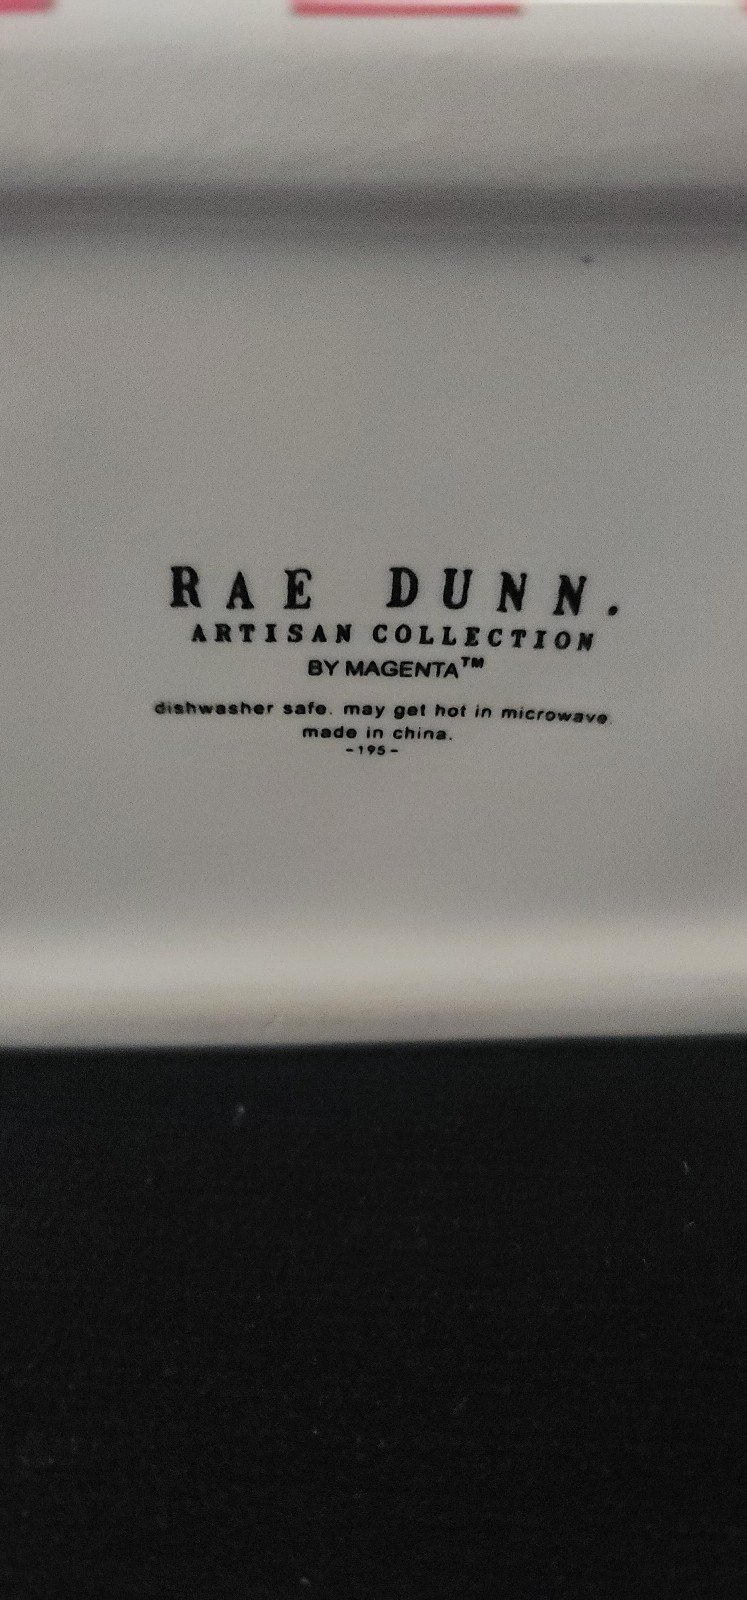 RAE DUNN.
ARTISAN COLLECTION
BY MAGENTA™
dishwasher safe. may get hot in microwave.
made in china.
-195-